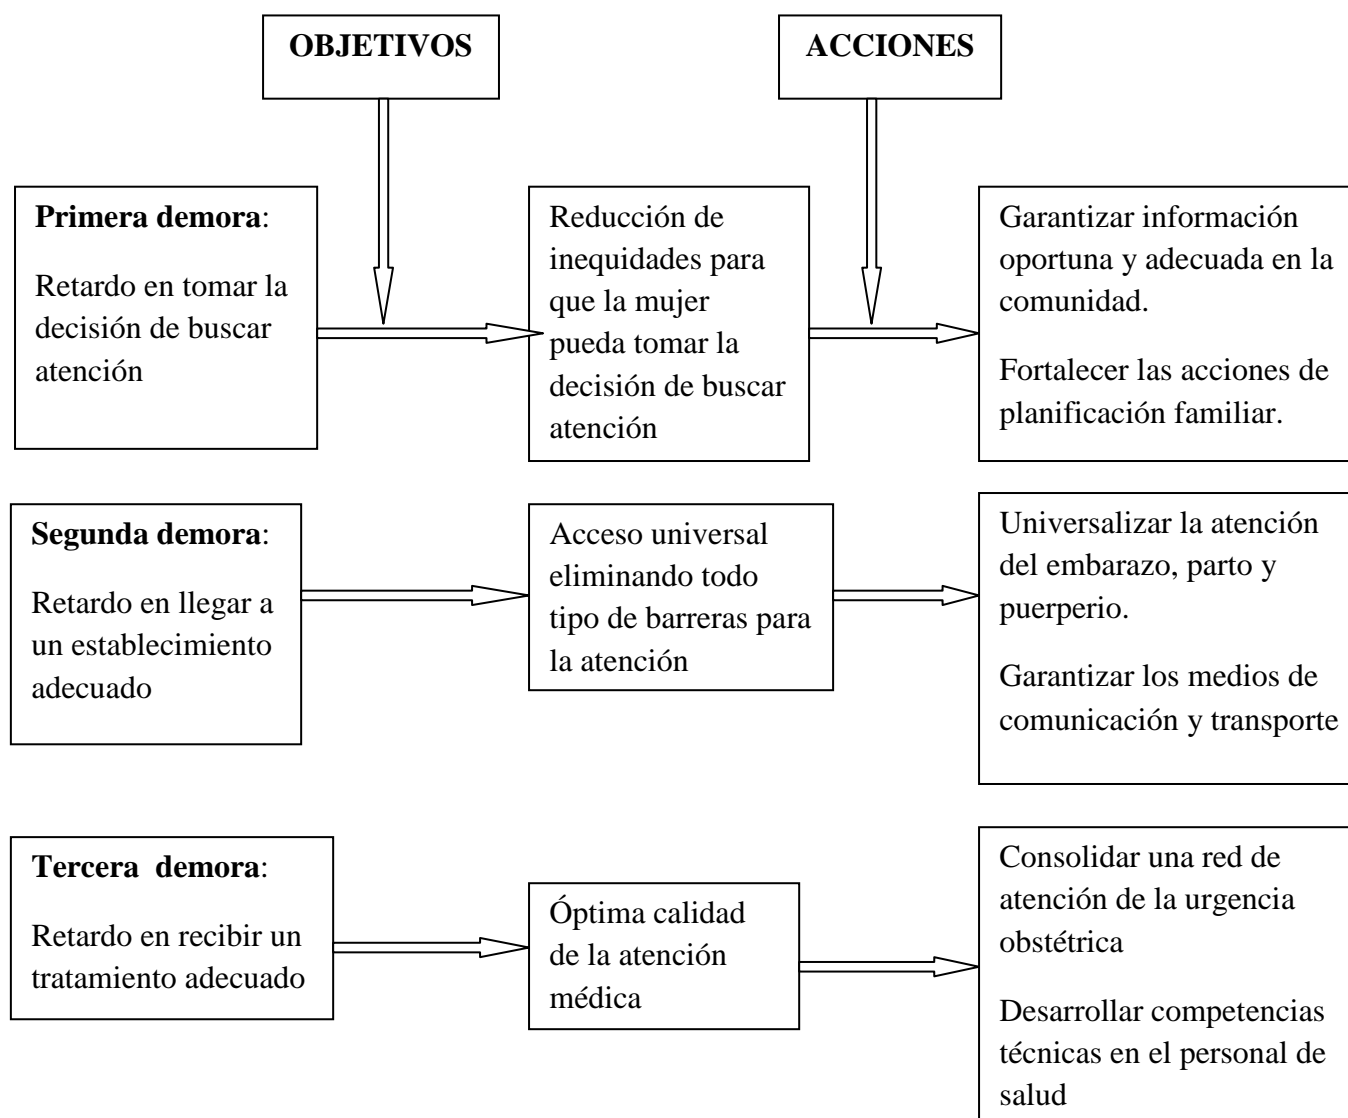 OBJETIVOS
ACCIONES
Primera demora:
Retardo en tomar la
decisión de buscar
atención
Reducción de
inequidades para
que la mujer
pueda tomar la
decisión de buscar
atención
Garantizar información
oportuna y adecuada en la
comunidad.
Fortalecer las acciones de
planificación familiar.
Segunda demora:
Retardo en llegar a
un establecimiento
adecuado
Acceso universal
eliminando todo
tipo de barreras para
la atención
Universalizar la atención
del embarazo, parto y
puerperio.
Garantizar los medios de
comunicación y transporte
Tercera  demora:
Retardo en recibir un
tratamiento adecuado
Óptima calidad
de la atención
médica
Consolidar una red de
atención de la urgencia
obstétrica
Desarrollar competencias
técnicas en el personal de
salud